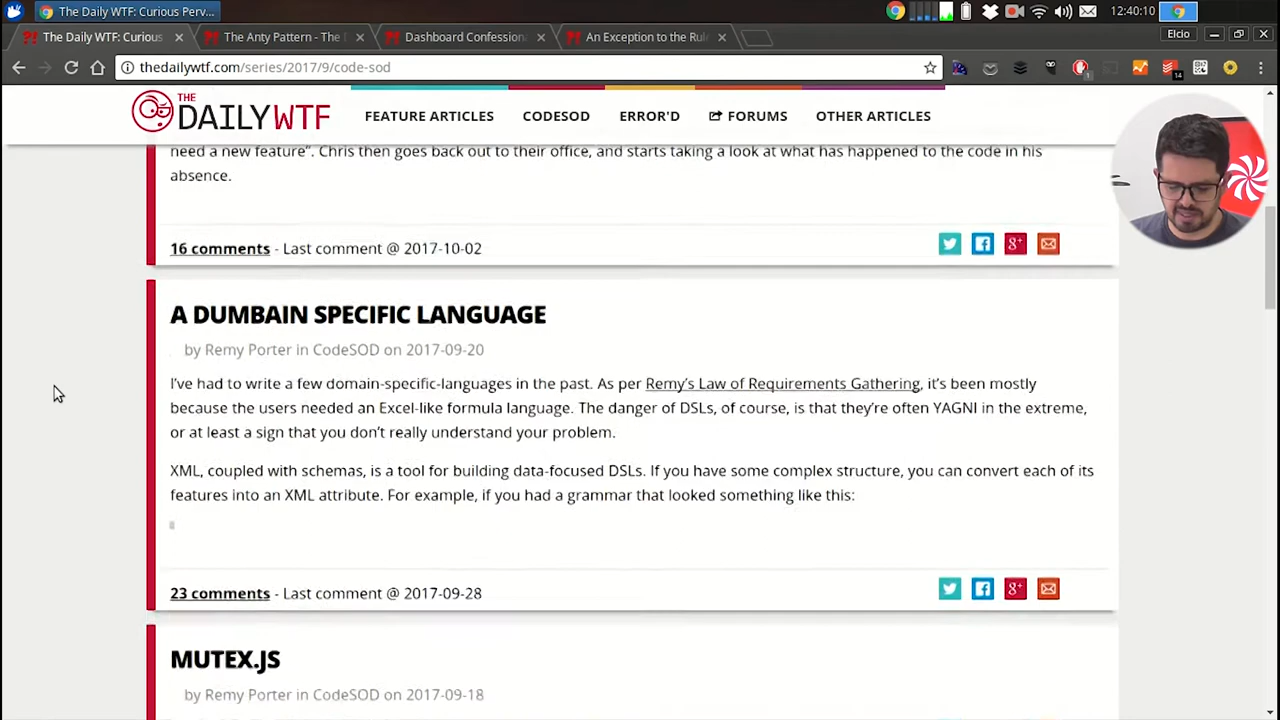 The Daily WTF: Curious Perv...
12:40:10
The Daily WTF: Curious
The Anty Pattern - The D
Dashboard Confession
An Exception to the Rule
Elcio
thedailywtf.com/series/2017/9/code-sod
14
THE
DAILYWTF
FEATURE ARTICLES
CODESOD
ERROR'D
FORUMS
OTHER ARTICLES
need a new feature”. Chris then goes back out to their office, and starts taking a look at what has happened to the code in his
absence.
16 comments - Last comment @ 2017-10-02
A DUMBAIN SPECIFIC LANGUAGE
by Remy Porter in CodeSOD on 2017-09-20
I’ve had to write a few domain-specific-languages in the past. As per Remy’s Law of Requirements Gathering, it’s been mostly
because the users needed an Excel-like formula language. The danger of DSLs, of course, is that they’re often YAGNI in the extreme,
or at least a sign that you don’t really understand your problem.
XML, coupled with schemas, is a tool for building data-focused DSLs. If you have some complex structure, you can convert each of its
features into an XML attribute. For example, if you had a grammar that looked something like this:
23 comments - Last comment @ 2017-09-28
MUTEX.JS
by Remy Porter in CodeSOD on 2017-09-18